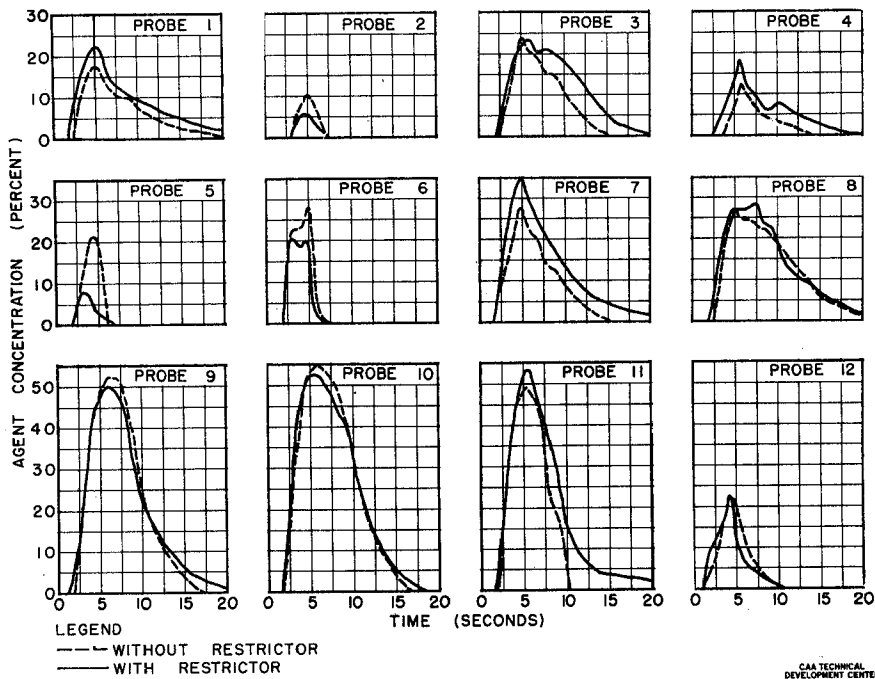 PROBE 1
PROBE 2
PROBE 3
PROBE 4
30
20
10
0
PROBE 5
PROBE 6
PROBE 7
PROBE 8
30
20
10
0
PROBE 9
PROBE 10
PROBE 11
PROBE 12
50
40
30
20
10
0
AGENT CONCENTRATION (PERCENT)
0 5 10 15 20
0 5 10 15 20
0 5 10 15 20
0 5 10 15 20
TIME (SECONDS)
LEGEND
WITHOUT RESTRICTOR
WITH RESTRICTOR
CAA TECHNICAL
DEVELOPMENT